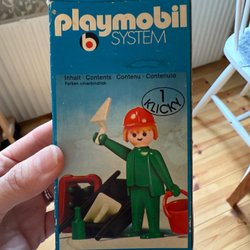 playmobil
SYSTEM
Inhalt · Contents · Contenu · Contenuto
Farben unverbindlich
1
KLICKY